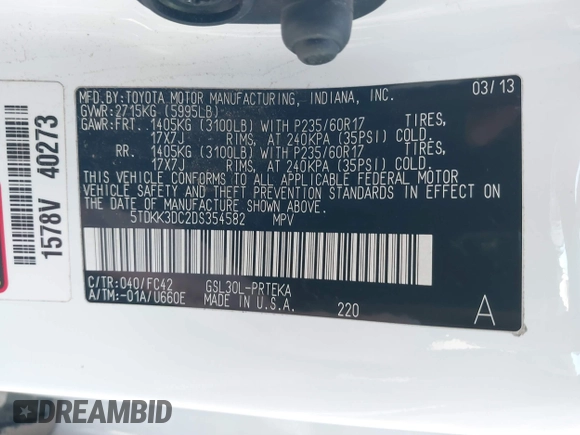 MFD.BY:TOYOTA MOTOR MANUFACTURING, INDIANA, INC. 03/13
GVWR: 2715KG (5995LB)
GAWR:FRT. 1405KG (3100LB) WITH P235/60R17 TIRES,
17X7J RIMS, AT 240KPA (35PSI) COLD.
RR. 1405KG (3100LB) WITH P235/60R17 TIRES,
17X7J RIMS, AT 240KPA (35PSI) COLD.
THIS VEHICLE CONFORMS TO ALL APPLICABLE FEDERAL MOTOR
VEHICLE SAFETY AND THEFT PREVENTION STANDARDS IN EFFECT ON
THE DATE OF MANUFACTURE SHOWN ABOVE.
5TDKK3DC2DS354582 MPV
C/TR:040/FC42 GSL30L-PRTEKA
A/TM:-01A/U660E MADE IN U.S.A. 220 A
1578V 40273
DREAMBID